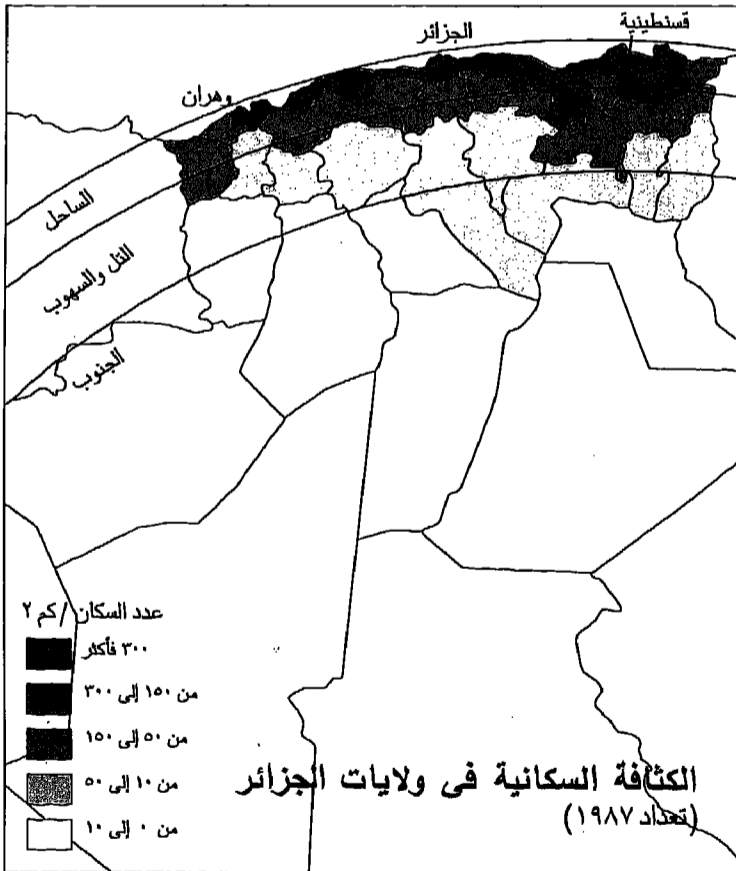 قسنطينية
الجزائر
وهران
الساحل
التل والسهوب
الجنوب
عدد السكان / كم ٢
٣٠٠ فأكثر
من ١٥٠ إلى ٣٠٠
من ٥٠ إلى ١٥٠
من ١٠ إلى ٥٠
من ٠ إلى ١٠
الكثافة السكانية فى ولايات الجزائر
(تعداد ١٩٨٧)